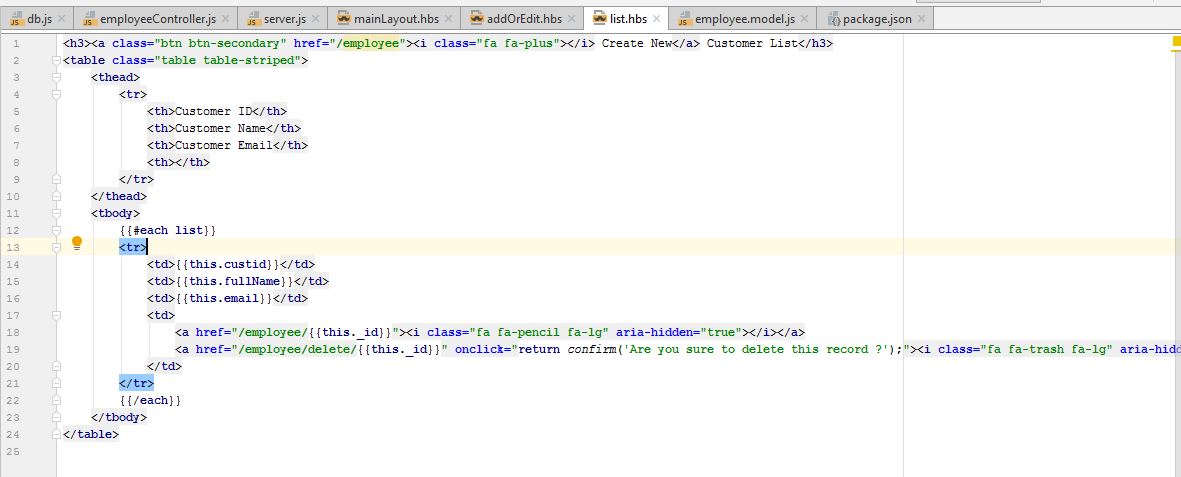 db.js employeeController.js server.js mainLayout.hbs addOrEdit.hbs list.hbs employee.model.js package.json
1 <h3><a class="btn btn-secondary" href="/employee"><i class="fa fa-plus"></i> Create New</a> Customer List</h3>
2 <table class="table table-striped">
3 <thead>
4 <tr>
5 <th>Customer ID</th>
6 <th>Customer Name</th>
7 <th>Customer Email</th>
8 <th></th>
9 </tr>
10 </thead>
11 <tbody>
12 {{#each list}}
13 <tr>
14 <td>{{this.custid}}</td>
15 <td>{{this.fullName}}</td>
16 <td>{{this.email}}</td>
17 <td>
18 <a href="/employee/{{this._id}}"><i class="fa fa-pencil fa-lg" aria-hidden="true"></i></a>
19 <a href="/employee/delete/{{this._id}}" onclick="return confirm('Are you sure to delete this record ?');"><i class="fa fa-trash fa-lg" aria-hidd
20 </td>
21 </tr>
22 {{/each}}
23 </tbody>
24 </table>
25